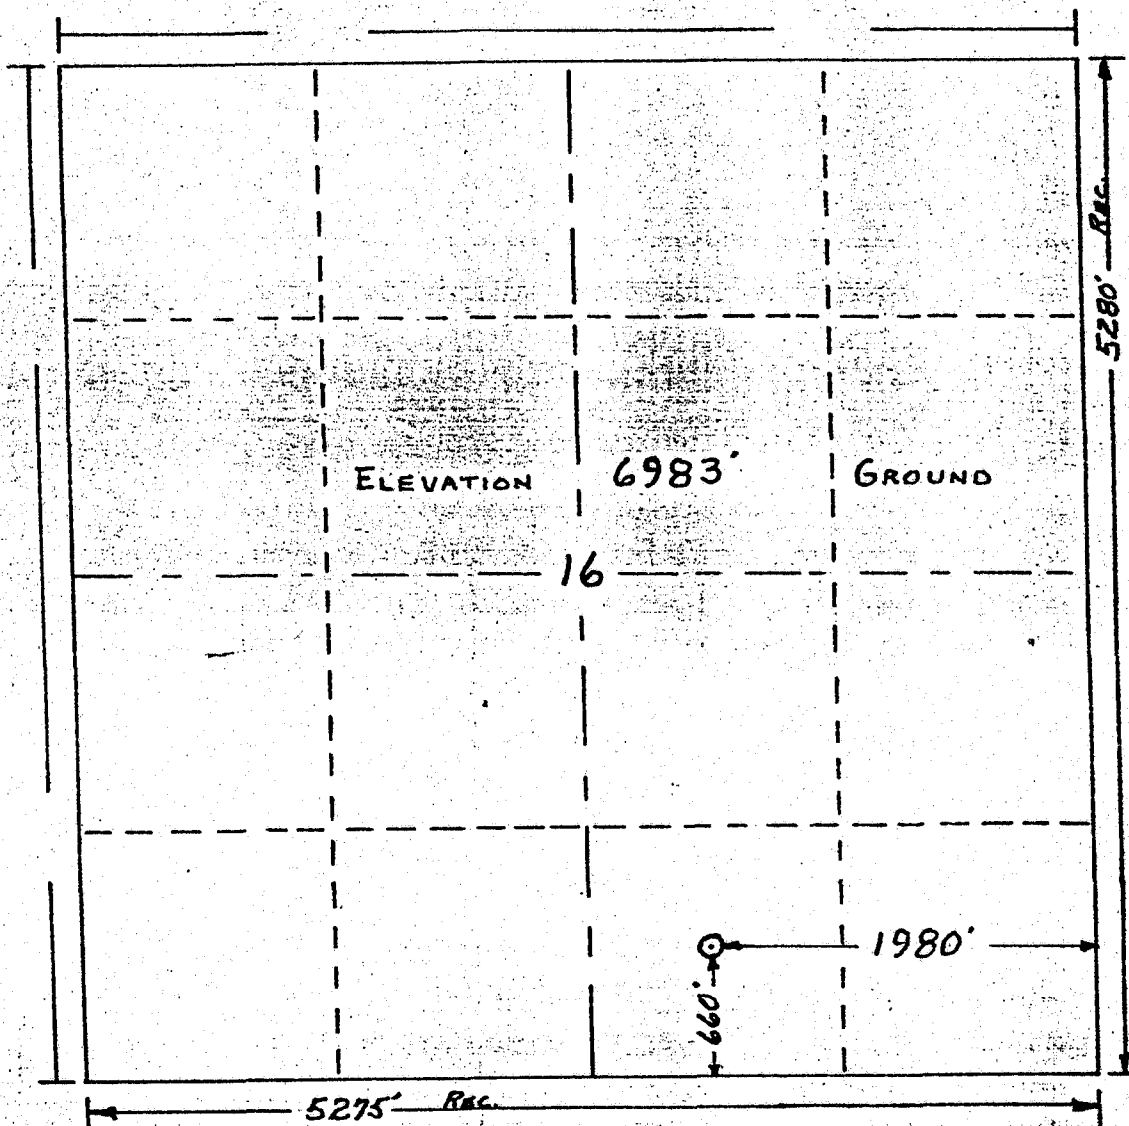 5280' Rec.
ELEVATION 6983' GROUND
16
1980'
660'
5275' Rec.